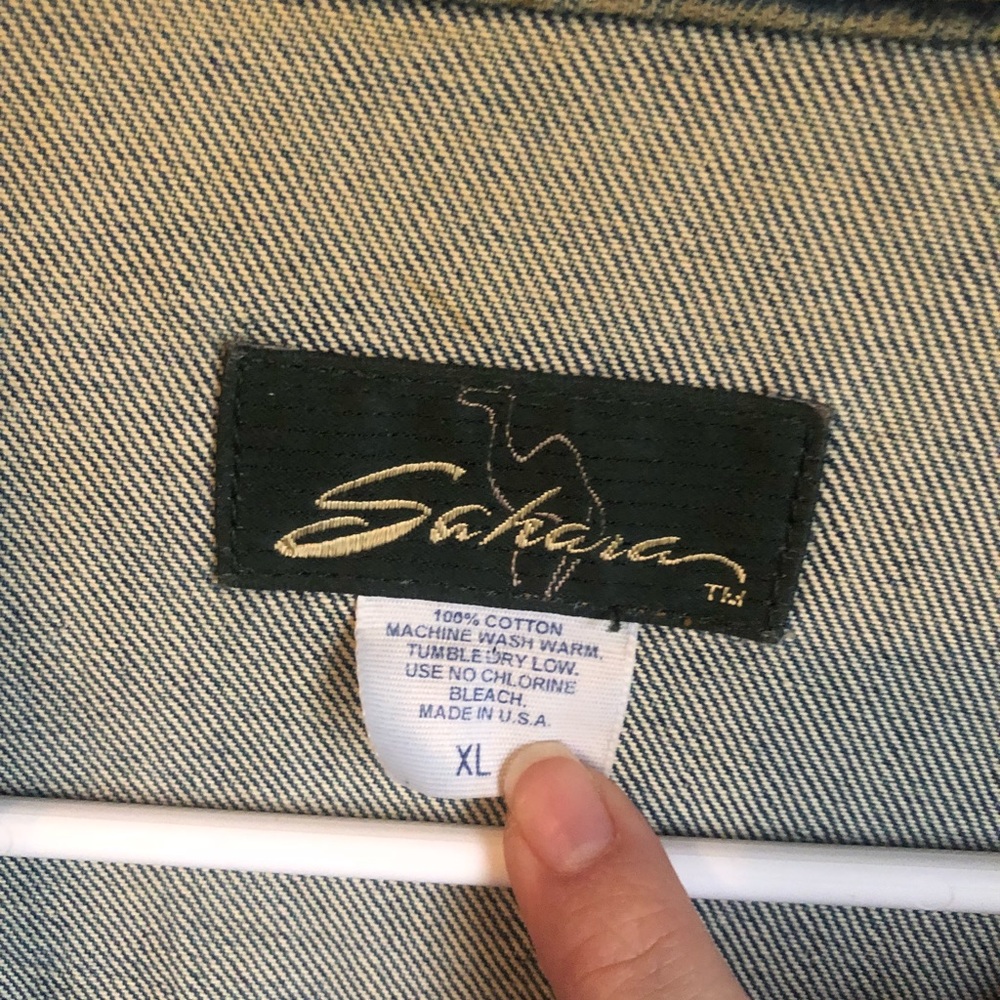 Sahara
TM
100% COTTON
MACHINE WASH WARM.
TUMBLE DRY LOW.
USE NO CHLORINE
BLEACH.
MADE IN U.S.A.
XL